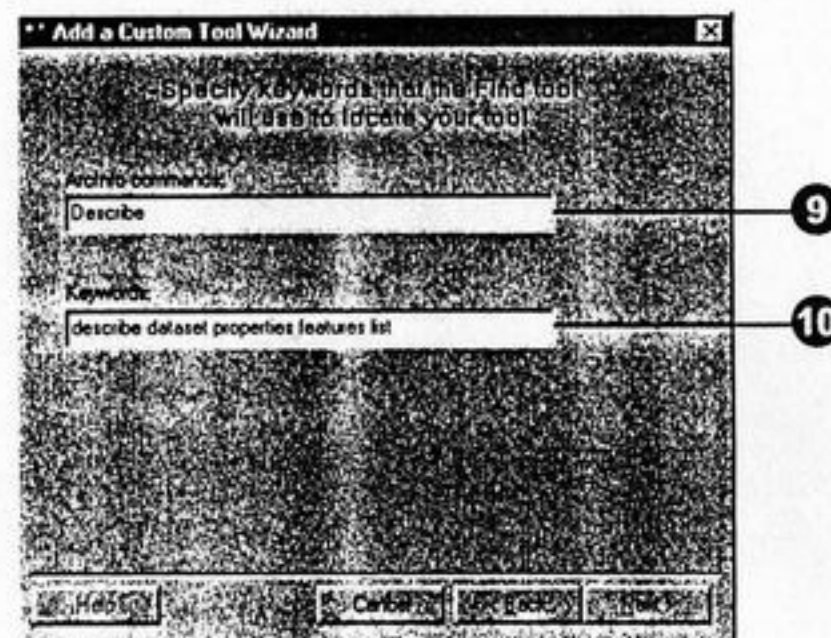 Add a Custom Tool Wizard
Specify keywords that the Find tool
will use to locate your tool
ArcInfo commands:
Describe
9
Keywords:
describe dataset properties features list
10
Help
Cancel
< Back
Next >